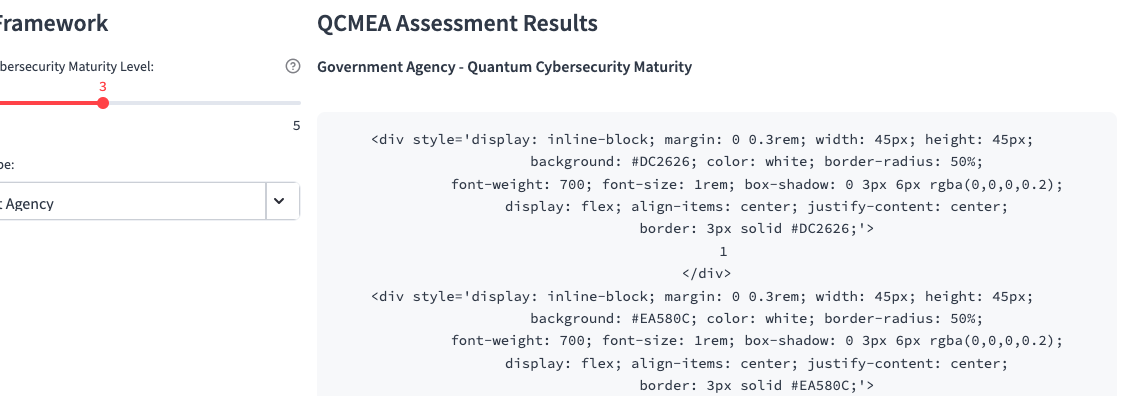 Framework
bersecurity Maturity Level:
3
5
pe:
t Agency
QCMEA Assessment Results
Government Agency - Quantum Cybersecurity Maturity
<div style='display: inline-block; margin: 0 0.3rem; width: 45px; height: 45px;
background: #DC2626; color: white; border-radius: 50%;
font-weight: 700; font-size: 1rem; box-shadow: 0 3px 6px rgba(0,0,0,0.2);
display: flex; align-items: center; justify-content: center;
border: 3px solid #DC2626;'>
1
</div>
<div style='display: inline-block; margin: 0 0.3rem; width: 45px; height: 45px;
background: #EA580C; color: white; border-radius: 50%;
font-weight: 700; font-size: 1rem; box-shadow: 0 3px 6px rgba(0,0,0,0.2);
display: flex; align-items: center; justify-content: center;
border: 3px solid #EA580C;'>